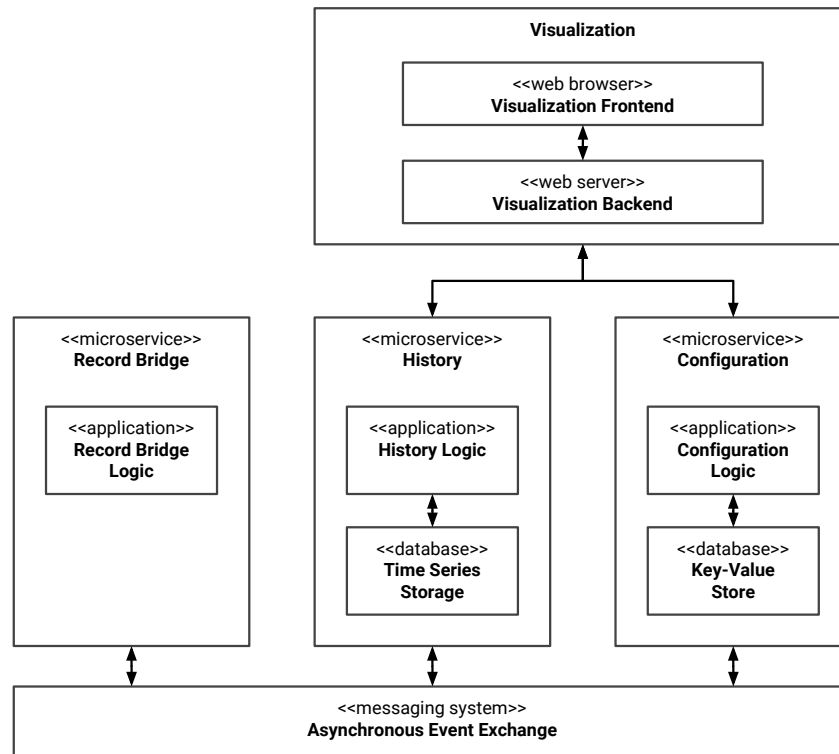 Visualization
<<web browser>>
Visualization Frontend
<<web server>>
Visualization Backend
<<microservice>>
Record Bridge
<<application>>
Record Bridge
Logic
<<microservice>>
History
<<application>>
History Logic
<<database>>
Time Series
Storage
<<microservice>>
Configuration
<<application>>
Configuration
Logic
<<database>>
Key-Value
Store
<<messaging system>>
Asynchronous Event Exchange